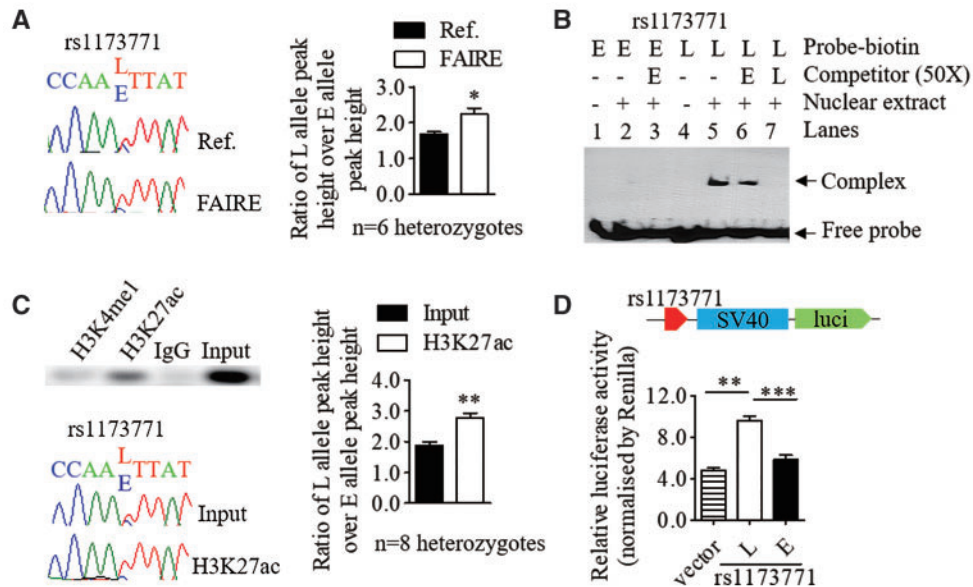 A
rs1173771
L
CCAA TTAT
E
Ref.
FAIRE
Ratio of L allele peak
height over E allele
peak height
Ref.
FAIRE
*
3.0
2.0
1.0
0.0
n=6 heterozygotes
B
rs1173771
E E E L L L L Probe-biotin
- - E - - E L Competitor (50X)
- + + - + + + Nuclear extract
1 2 3 4 5 6 7 Lanes
Complex
Free probe
C
H3K4me1 H3K27ac IgG Input
rs1173771
L
CCAA TTAT
E
Input
H3K27ac
Ratio of L allele peak height
over E allele peak height
Input
H3K27ac
**
4.0
3.0
2.0
1.0
0.0
n=8 heterozygotes
D
rs1173771
SV40 luci
Relative luciferase activity
(normalised by Renilla)
** ***
12.0
8.0
4.0
0.0
vector L E
rs1173771